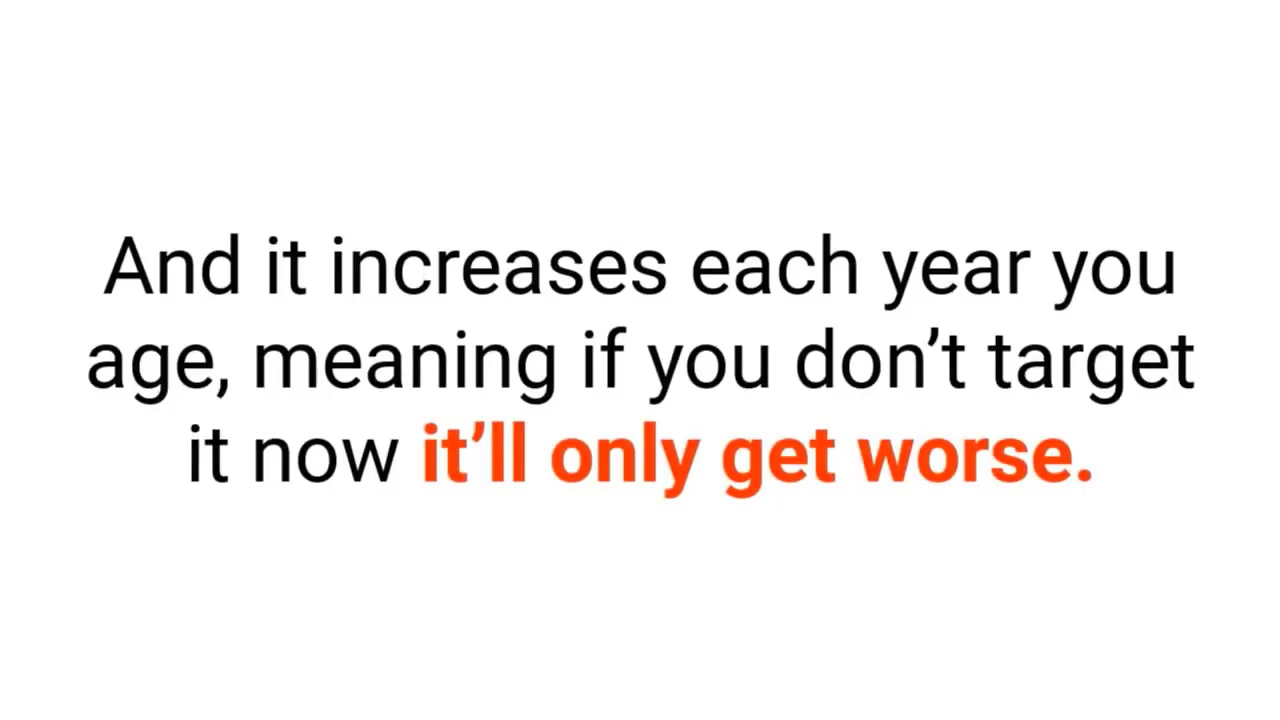 And it increases each year you
age, meaning if you don’t target
it now it’ll only get worse.